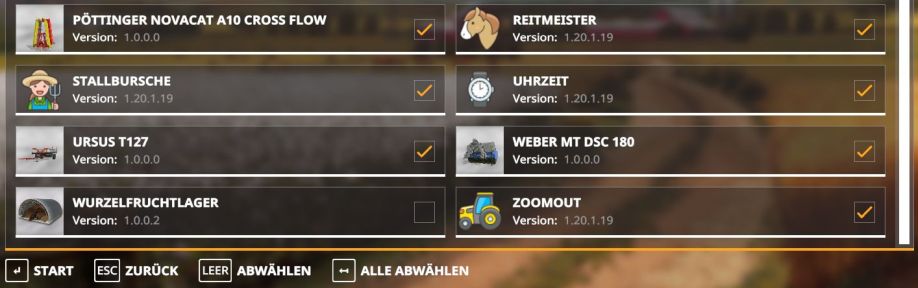 PÖTTINGER NOVACAT A10 CROSS FLOW
Version: 1.0.0.0
REITMEISTER
Version: 1.20.1.19
STALLBURSCHE
Version: 1.20.1.19
UHRZEIT
Version: 1.20.1.19
URSUS T127
Version: 1.0.0.0
WEBER MT DSC 180
Version: 1.0.0.0
WURZELFRUCHTLAGER
Version: 1.0.0.2
ZOOMOUT
Version: 1.20.1.19
↵ START ESC ZURÜCK LEER ABWÄHLEN ↤ ALLE ABWÄHLEN